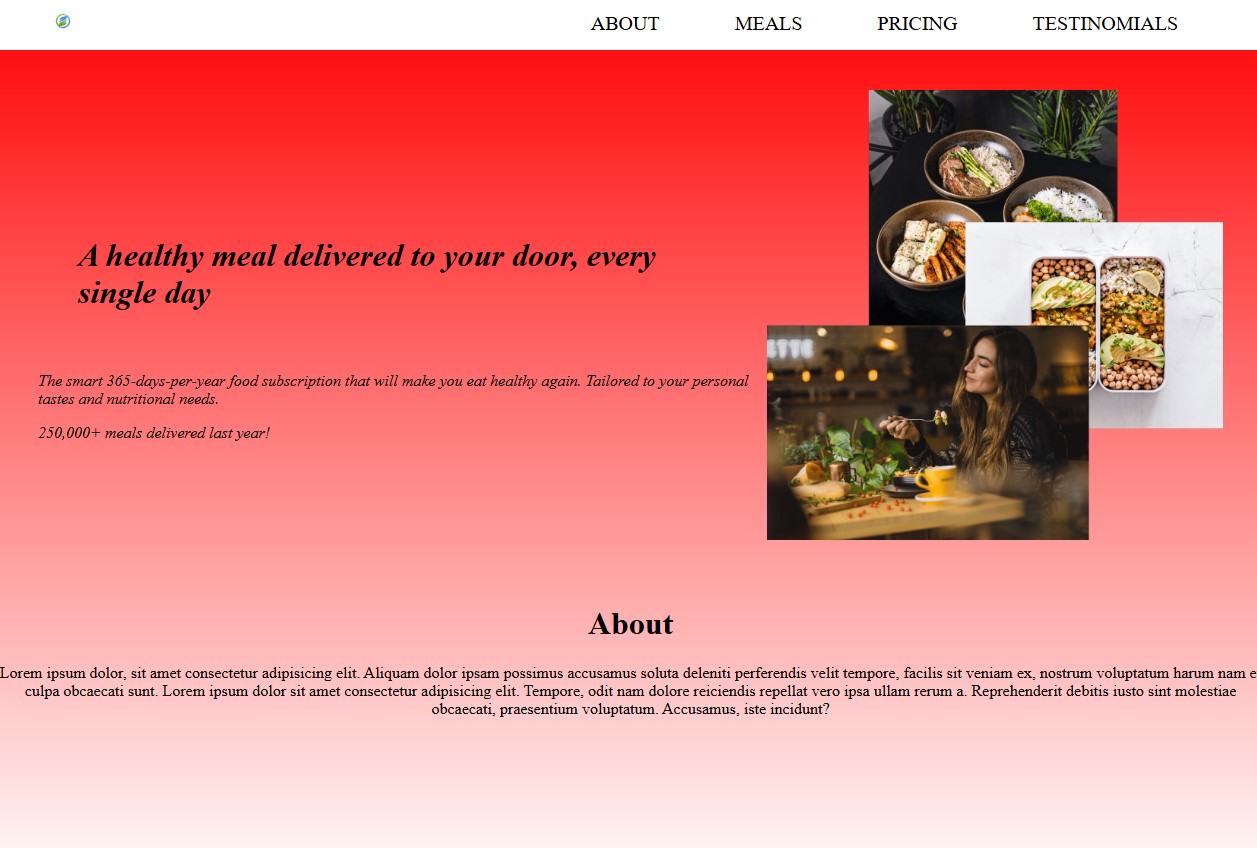 ABOUT MEALS PRICING TESTIMONIALS
A healthy meal delivered to your door, every
single day
The smart 365-days-per-year food subscription that will make you eat healthy again. Tailored to your personal
tastes and nutritional needs.
250,000+ meals delivered last year!
ETTE
About
Lorem ipsum dolor, sit amet consectetur adipisicing elit. Aliquam dolor ipsam possimus accusamus soluta deleniti perferendis velit tempore, facilis sit veniam ex, nostrum voluptatum harum nam e
culpa obcaecati sunt. Lorem ipsum dolor sit amet consectetur adipisicing elit. Tempore, odit nam dolore reiciendis repellat vero ipsa ullam rerum a. Reprehenderit debitis iusto sint molestiae
obcaecati, praesentium voluptatum. Accusamus, iste incidunt?